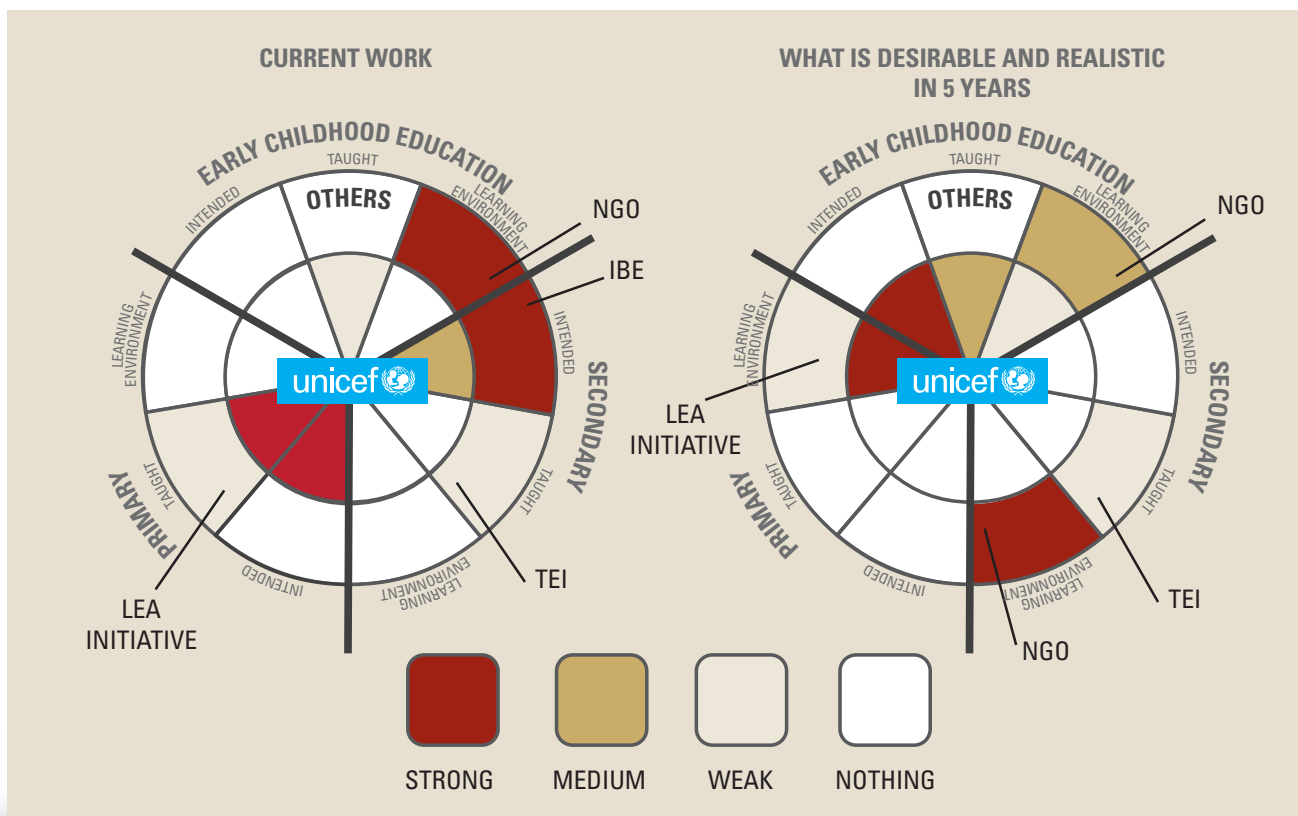 CURRENT WORK
EARLY CHILDHOOD EDUCATION
TAUGHT
INTENDED
LEARNING
ENVIRONMENT
OTHERS
NGO
IBE
LEARNING
ENVIRONMENT
INTENDED
SECONDARY
unicef
TAUGHT
PRIMARY
TAUGHT
INTENDED
LEARNING
ENVIRONMENT
TEI
LEA
INITIATIVE
WHAT IS DESIRABLE AND REALISTIC
IN 5 YEARS
EARLY CHILDHOOD EDUCATION
TAUGHT
INTENDED
LEARNING
ENVIRONMENT
OTHERS
NGO
LEARNING
ENVIRONMENT
INTENDED
SECONDARY
unicef
LEA
INITIATIVE
TAUGHT
PRIMARY
TAUGHT
INTENDED
LEARNING
ENVIRONMENT
TEI
NGO
STRONG
MEDIUM
WEAK
NOTHING